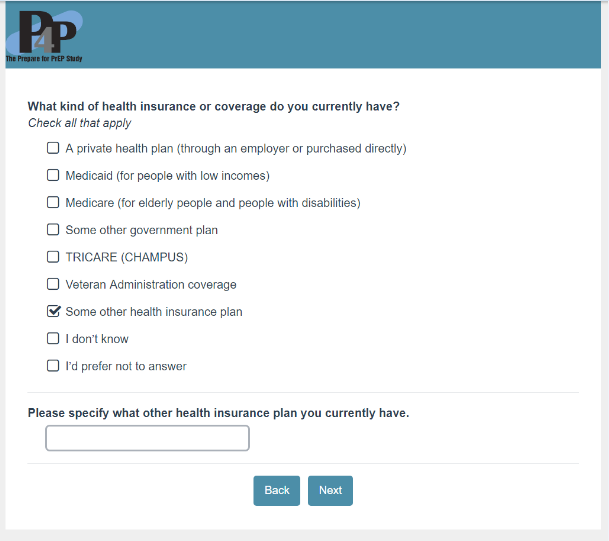 P4P
The Prepare for PrEP Study
What kind of health insurance or coverage do you currently have?
Check all that apply
A private health plan (through an employer or purchased directly)
Medicaid (for people with low incomes)
Medicare (for elderly people and people with disabilities)
Some other government plan
TRICARE (CHAMPUS)
Veteran Administration coverage
Some other health insurance plan
I don't know
I'd prefer not to answer
Please specify what other health insurance plan you currently have.
Back Next